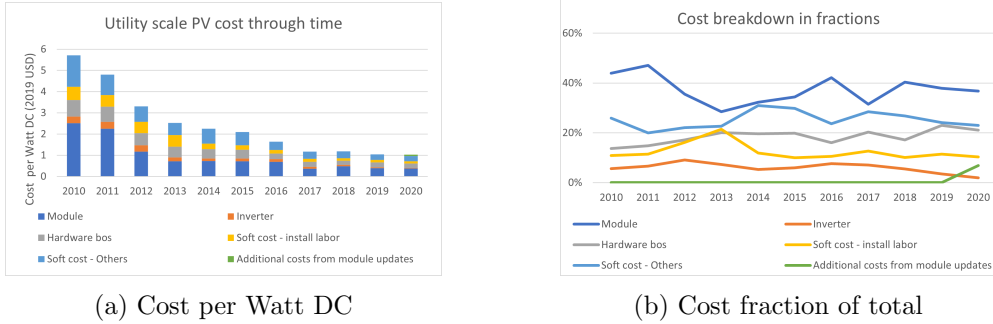 Utility scale PV cost through time
Cost per Watt DC (2019 USD)
6
5
4
3
2
1
0
2010 2011 2012 2013 2014 2015 2016 2017 2018 2019 2020
Module Inverter
Hardware bos Soft cost - install labor
Soft cost - Others Additional costs from module updates
(a) Cost per Watt DC
Cost breakdown in fractions
60%
40%
20%
0%
2010 2011 2012 2013 2014 2015 2016 2017 2018 2019 2020
Module Inverter
Hardware bos Soft cost - install labor
Soft cost - Others Additional costs from module updates
(b) Cost fraction of total